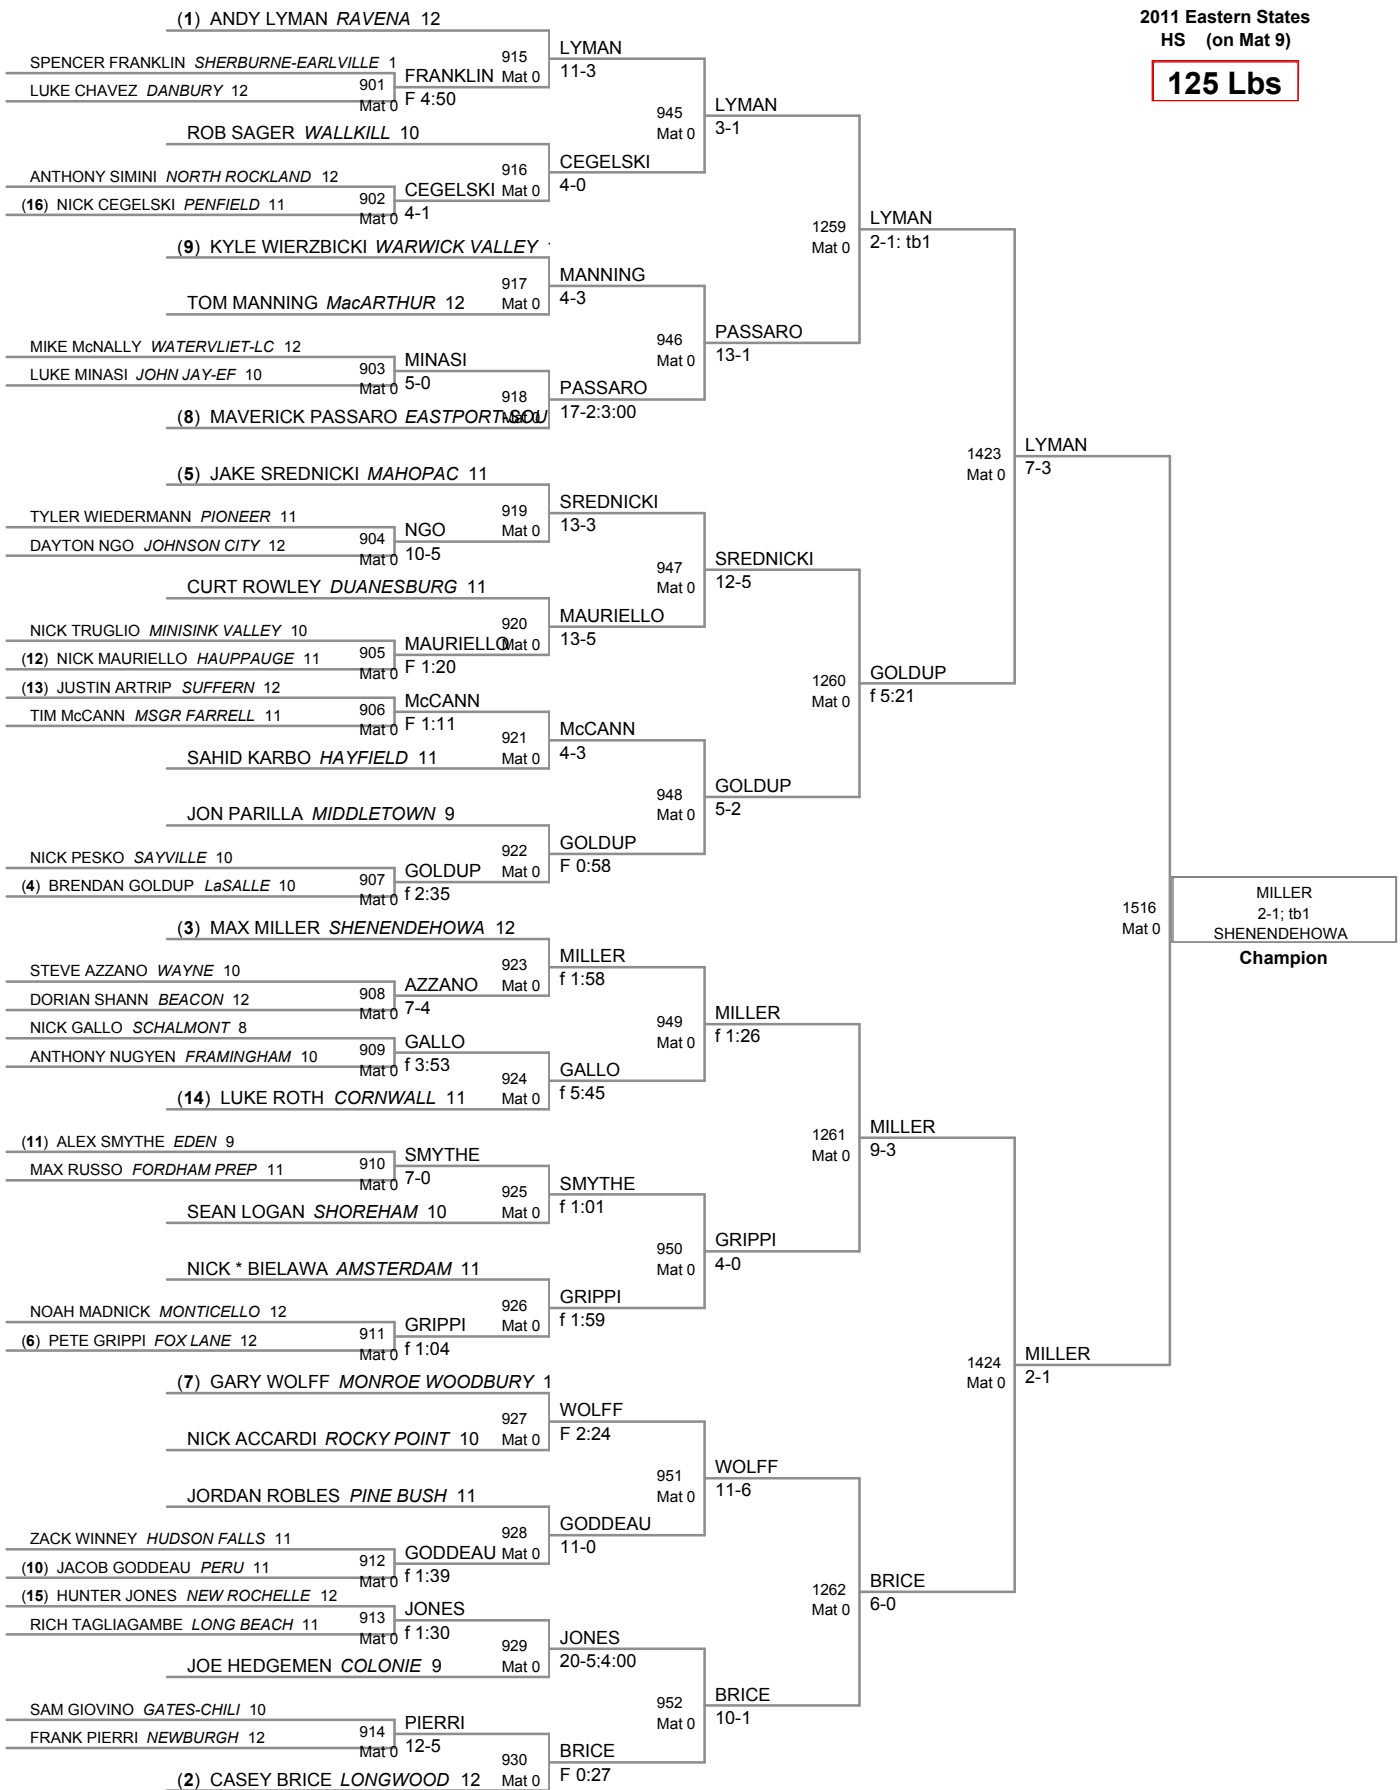 2011 Eastern States
HS (on Mat 9)
125 Lbs
(1) ANDY LYMAN RAVENA 12
SPENCER FRANKLIN SHERBURNE-EARLVILLE 1
LUKE CHAVEZ DANBURY 12
901
Mat 0
FRANKLIN
F 4:50
915
Mat 0
LYMAN
11-3
ROB SAGER WALLKILL 10
ANTHONY SIMINI NORTH ROCKLAND 12
(16) NICK CEGELSKI PENFIELD 11
902
Mat 0
CEGELSKI
4-1
916
Mat 0
CEGELSKI
4-0
945
Mat 0
LYMAN
3-1
(9) KYLE WIERZBICKI WARWICK VALLEY
TOM MANNING MacARTHUR 12
917
Mat 0
MANNING
4-3
MIKE McNALLY WATERVLIET-LC 12
LUKE MINASI JOHN JAY-EF 10
903
Mat 0
MINASI
5-0
(8) MAVERICK PASSARO EASTPORT-SOU
918
Mat 0
PASSARO
17-2:3:00
946
Mat 0
PASSARO
13-1
1259
Mat 0
LYMAN
2-1: tb1
(5) JAKE SREDNICKI MAHOPAC 11
TYLER WIEDERMANN PIONEER 11
DAYTON NGO JOHNSON CITY 12
904
Mat 0
NGO
10-5
919
Mat 0
SREDNICKI
13-3
CURT ROWLEY DUANESBURG 11
NICK TRUGLIO MINISINK VALLEY 10
(12) NICK MAURIELLO HAUPPAUGE 11
905
Mat 0
MAURIELLO
F 1:20
920
Mat 0
MAURIELLO
13-5
947
Mat 0
SREDNICKI
12-5
(13) JUSTIN ARTRIP SUFFERN 12
TIM McCANN MSGR FARRELL 11
906
Mat 0
McCANN
F 1:11
SAHID KARBO HAYFIELD 11
921
Mat 0
McCANN
4-3
JON PARILLA MIDDLETOWN 9
NICK PESKO SAYVILLE 10
(4) BRENDAN GOLDUP LaSALLE 10
907
Mat 0
GOLDUP
f 2:35
922
Mat 0
GOLDUP
F 0:58
948
Mat 0
GOLDUP
5-2
1260
Mat 0
GOLDUP
f 5:21
1423
Mat 0
LYMAN
7-3
(3) MAX MILLER SHENENDEHOWA 12
STEVE AZZANO WAYNE 10
DORIAN SHANN BEACON 12
908
Mat 0
AZZANO
7-4
923
Mat 0
MILLER
f 1:58
NICK GALLO SCHALMONT 8
ANTHONY NUGYEN FRAMINGHAM 10
909
Mat 0
GALLO
f 3:53
(14) LUKE ROTH CORNWALL 11
924
Mat 0
GALLO
f 5:45
949
Mat 0
MILLER
f 1:26
(11) ALEX SMYTHE EDEN 9
MAX RUSSO FORDHAM PREP 11
910
Mat 0
SMYTHE
7-0
SEAN LOGAN SHOREHAM 10
925
Mat 0
SMYTHE
f 1:01
NICK * BIELAWA AMSTERDAM 11
NOAH MADNICK MONTICELLO 12
(6) PETE GRIPPI FOX LANE 12
911
Mat 0
GRIPPI
f 1:04
926
Mat 0
GRIPPI
f 1:59
950
Mat 0
GRIPPI
4-0
1261
Mat 0
MILLER
9-3
(7) GARY WOLFF MONROE WOODBURY 1
NICK ACCARDI ROCKY POINT 10
927
Mat 0
WOLFF
F 2:24
JORDAN ROBLES PINE BUSH 11
ZACK WINNEY HUDSON FALLS 11
(10) JACOB GODDEAU PERU 11
912
Mat 0
GODDEAU
f 1:39
928
Mat 0
GODDEAU
11-0
951
Mat 0
WOLFF
11-6
(15) HUNTER JONES NEW ROCHELLE 12
RICH TAGLIAGAMBE LONG BEACH 11
913
Mat 0
JONES
f 1:30
JOE HEDGEMEN COLONIE 9
929
Mat 0
JONES
20-5;4:00
SAM GIOVINO GATES-CHILI 10
FRANK PIERRI NEWBURGH 12
914
Mat 0
PIERRI
12-5
(2) CASEY BRICE LONGWOOD 12
930
Mat 0
BRICE
F 0:27
952
Mat 0
BRICE
10-1
1262
Mat 0
BRICE
6-0
1424
Mat 0
MILLER
2-1
1516
Mat 0
MILLER
2-1; tb1
SHENENDEHOWA
Champion